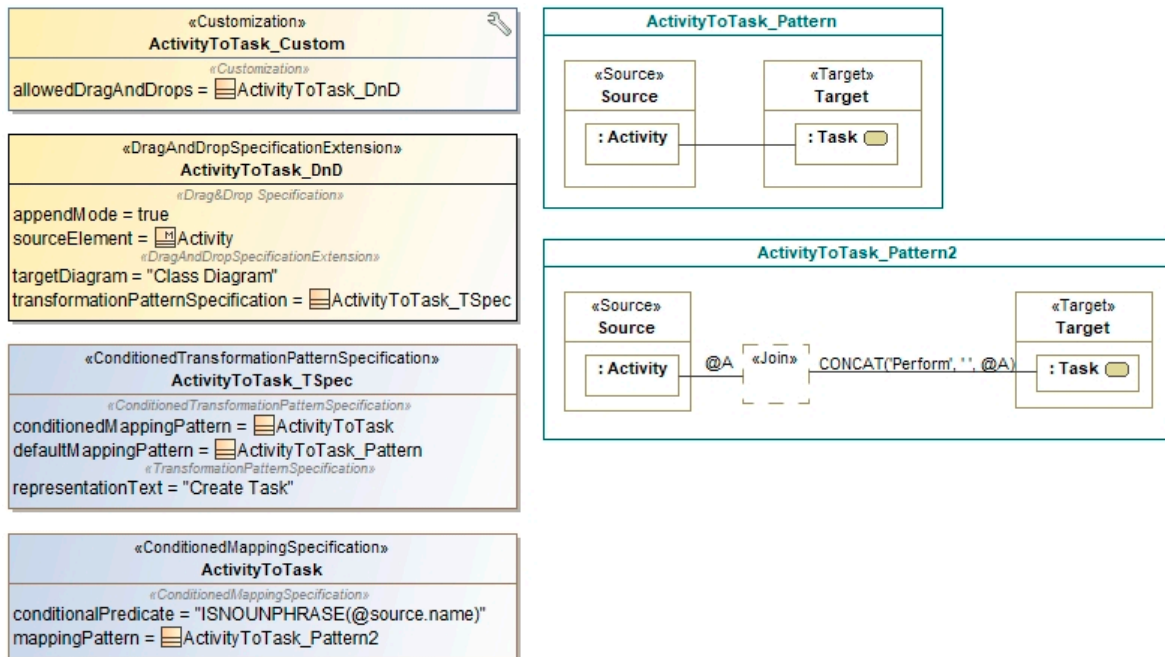 «Customization»
ActivityToTask_Custom
«Customization»
allowedDragAndDrops = ActivityToTask_DnD
«DragAndDropSpecificationExtension»
ActivityToTask_DnD
«Drag&Drop Specification»
appendMode = true
sourceElement = M Activity
«DragAndDropSpecificationExtension»
targetDiagram = "Class Diagram"
transformationPatternSpecification = ActivityToTask_TSpec
«ConditionedTransformationPatternSpecification»
ActivityToTask_TSpec
«ConditionedTransformationPatternSpecification»
conditionedMappingPattern = ActivityToTask
defaultMappingPattern = ActivityToTask_Pattern
«TransformationPatternSpecification»
representationText = "Create Task"
«ConditionedMappingSpecification»
ActivityToTask
«ConditionedMappingSpecification»
conditionalPredicate = "ISNOUNPHRASE(@source.name)"
mappingPattern = ActivityToTask_Pattern2
ActivityToTask_Pattern
«Source»
Source
: Activity
«Target»
Target
: Task
ActivityToTask_Pattern2
«Source»
Source
: Activity
@A
«Join»
CONCAT('Perform', ' ', @A)
«Target»
Target
: Task